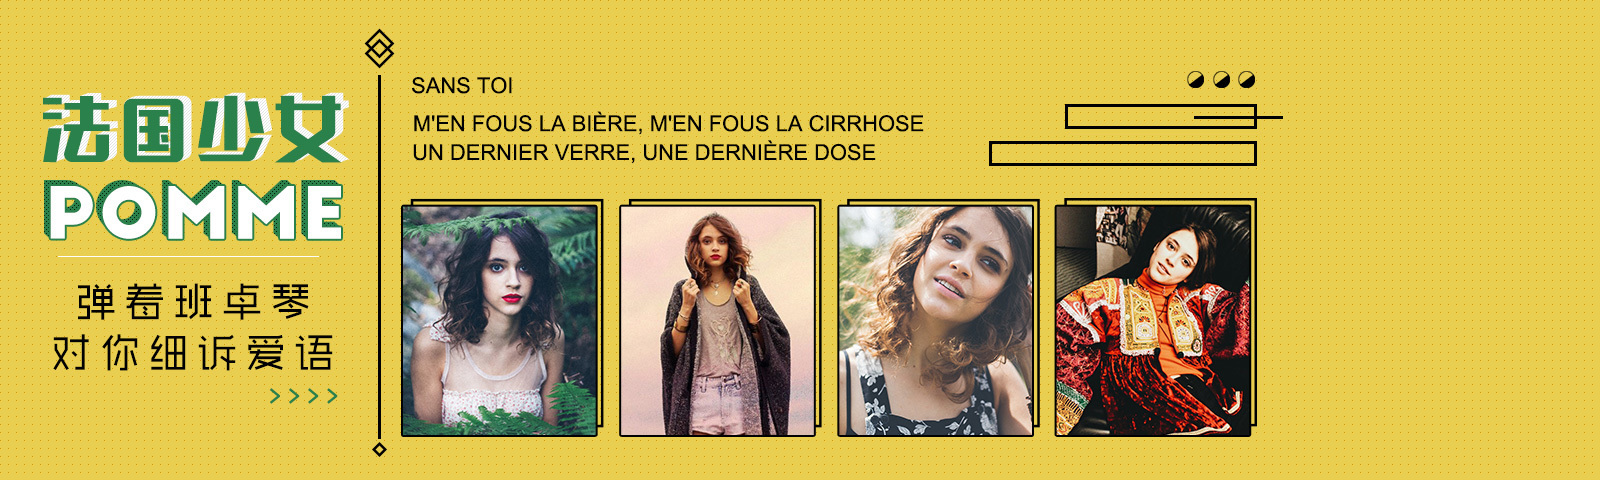 法国少女
POMME
弹着班卓琴
对你细诉爱语
SANS TOI
M'EN FOUS LA BIÈRE, M'EN FOUS LA CIRRHOSE
UN DERNIER VERRE, UNE DERNIÈRE DOSE